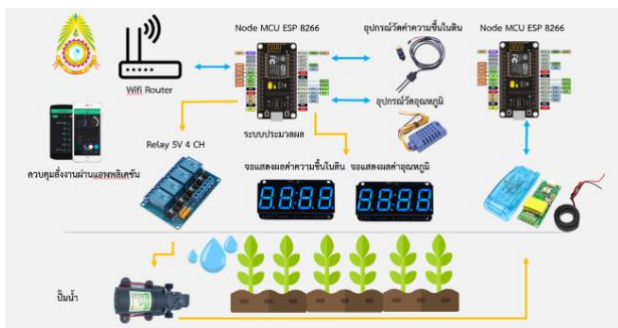 Node MCU ESP 8266
อุปกรณ์วัดค่าความชื้นในดิน
Node MCU ESP 8266
Wifi Router
อุปกรณ์วัดอุณหภูมิ
ระบบประมวลผล
Relay 5V 4 CH
ควบคุมสั่งงานผ่านแอพพลิเคชัน
จอแสดงผลค่าความชื้นในดิน
จอแสดงผลค่าอุณหภูมิ
88:88
88:88
ปั๊มน้ำ